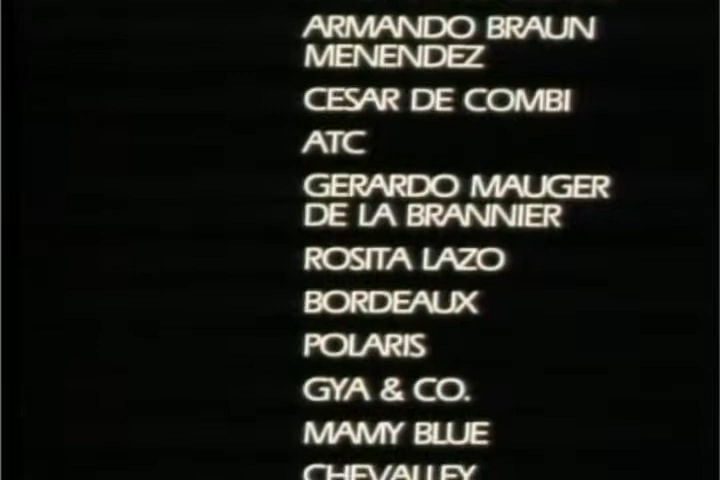 ARMANDO BRAUN
MENENDEZ
CESAR DE COMBI
ATC
GERARDO MAUGER
DE LA BRANNIER
ROSITA LAZO
BORDEAUX
POLARIS
GYA & CO.
MAMY BLUE
CHEVALLEY